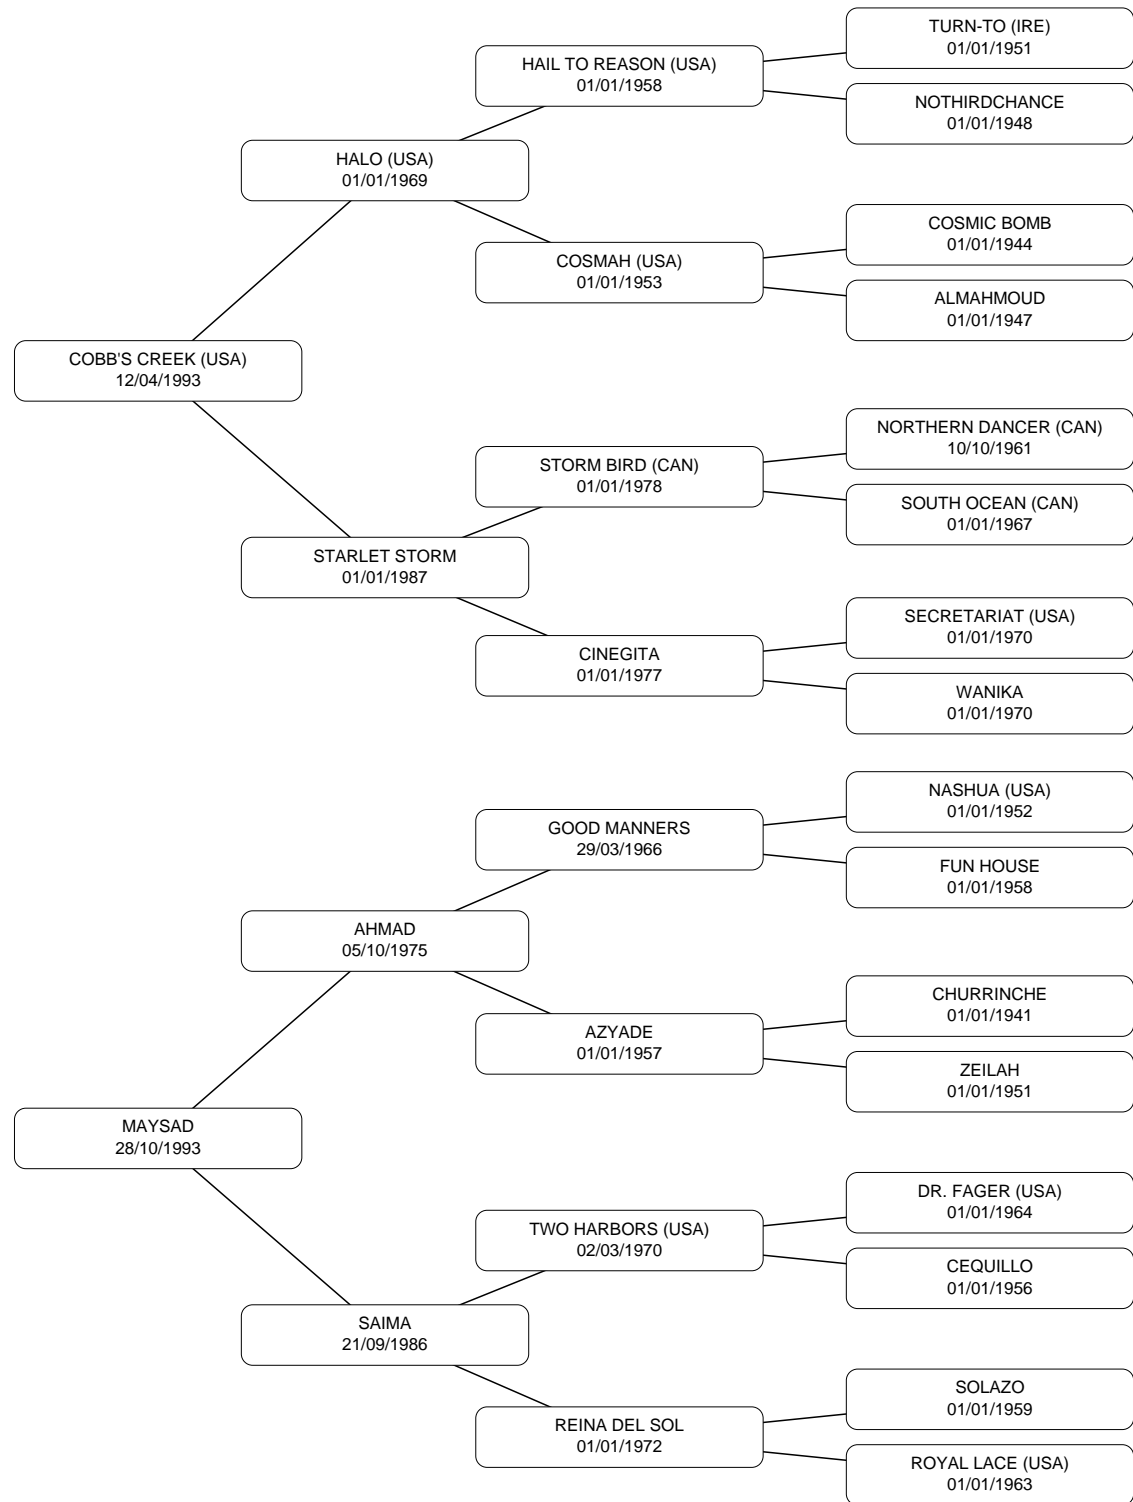 TURN-TO (IRE)
01/01/1951
HAIL TO REASON (USA)
01/01/1958
NOTHIRDCHANCE
01/01/1948
HALO (USA)
01/01/1969
COSMIC BOMB
01/01/1944
COSMAH (USA)
01/01/1953
ALMAHMOUD
01/01/1947
COBB'S CREEK (USA)
12/04/1993
NORTHERN DANCER (CAN)
10/10/1961
STORM BIRD (CAN)
01/01/1978
SOUTH OCEAN (CAN)
01/01/1967
STARLET STORM
01/01/1987
SECRETARIAT (USA)
01/01/1970
CINEGITA
01/01/1977
WANIKA
01/01/1970
NASHUA (USA)
01/01/1952
GOOD MANNERS
29/03/1966
FUN HOUSE
01/01/1958
AHMAD
05/10/1975
CHURRINCHE
01/01/1941
AZYADE
01/01/1957
ZEILAH
01/01/1951
MAYSAD
28/10/1993
DR. FAGER (USA)
01/01/1964
TWO HARBORS (USA)
02/03/1970
CEQUILLO
01/01/1956
SAIMA
21/09/1986
SOLAZO
01/01/1959
REINA DEL SOL
01/01/1972
ROYAL LACE (USA)
01/01/1963